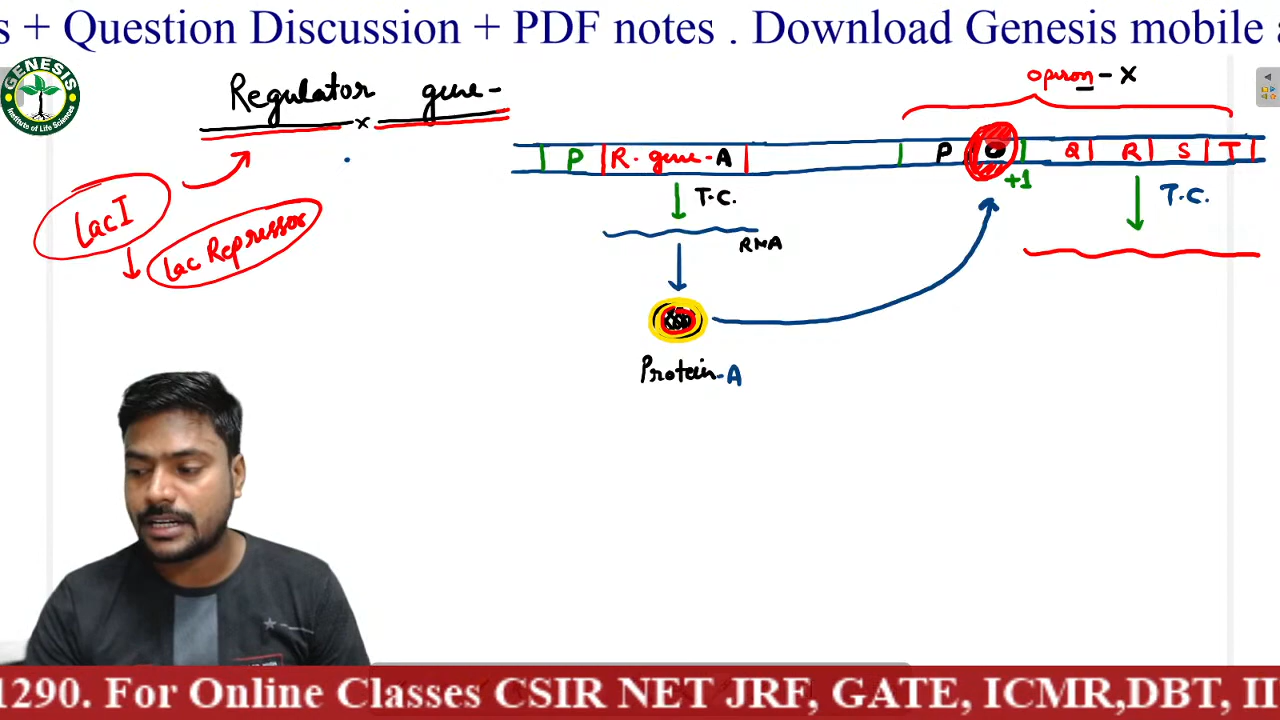 s + Question Discussion + PDF notes . Download Genesis mobile a
GENESIS
Institute of Life Sciences
Regulator gene-
x
operon - X
P R. gene-A
P O Q R S T
+1
T.C.
T.C.
LacI
Lac Repressor
RNA
Protein-A
1290. For Online Classes CSIR NET JRF, GATE, ICMR,DBT, II